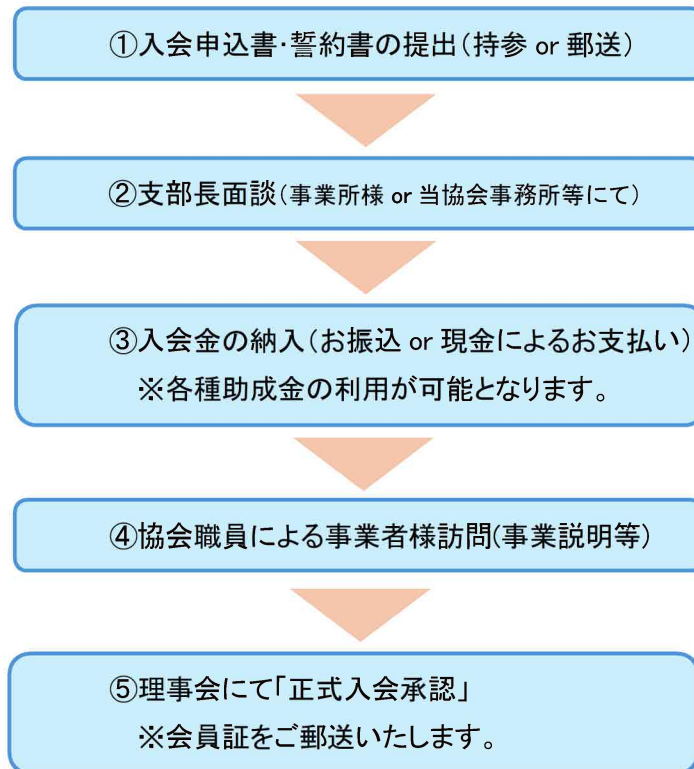 ①入会申込書・誓約書の提出(持参 or 郵送)
②支部長面談(事業所様 or 当協会事務所等にて)
③入会金の納入(お振込 or 現金によるお支払い)
※各種助成金の利用が可能となります。
④協会職員による事業者様訪問(事業説明等)
⑤理事会にて「正式入会承認」
※会員証をご郵送いたします。